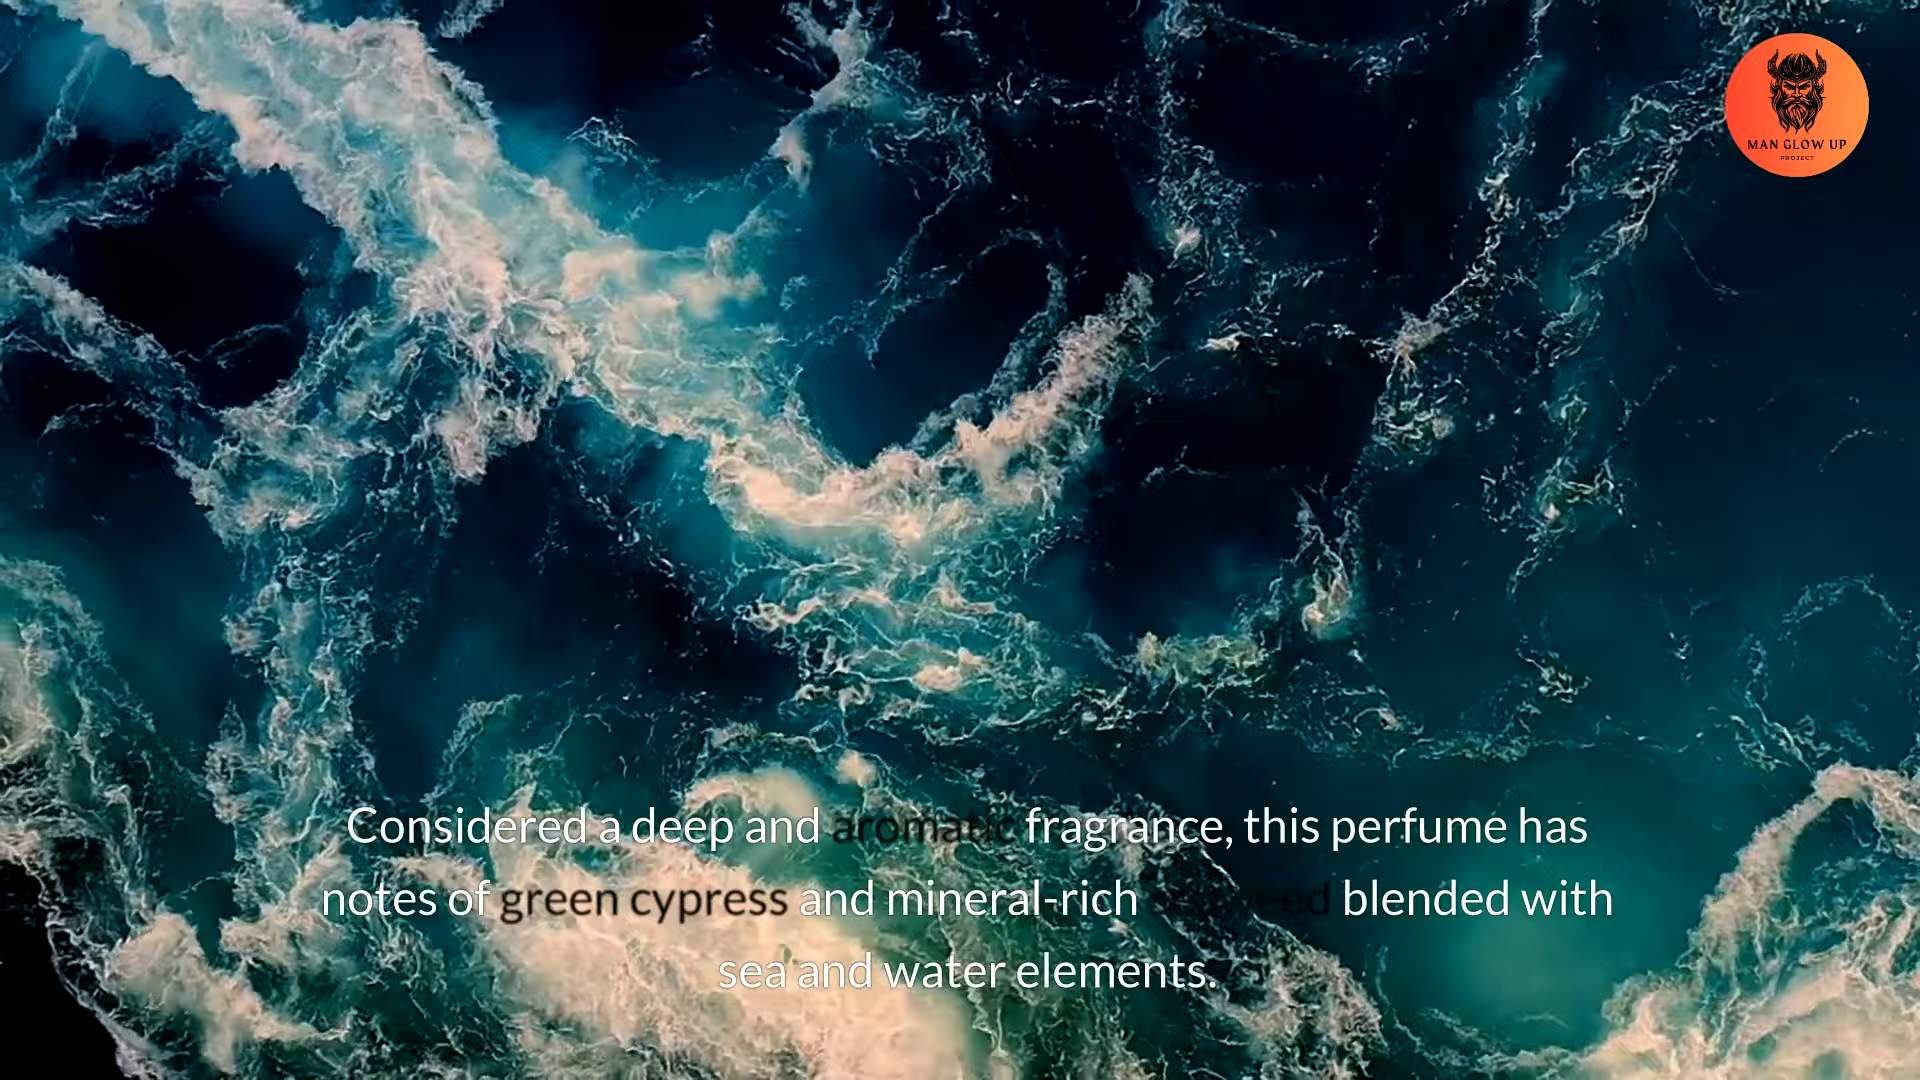 MAN GLOW UP
PROJECT
Considered a deep and aromatic fragrance, this perfume has
notes of green cypress and mineral-rich seaweed blended with
sea and water elements.